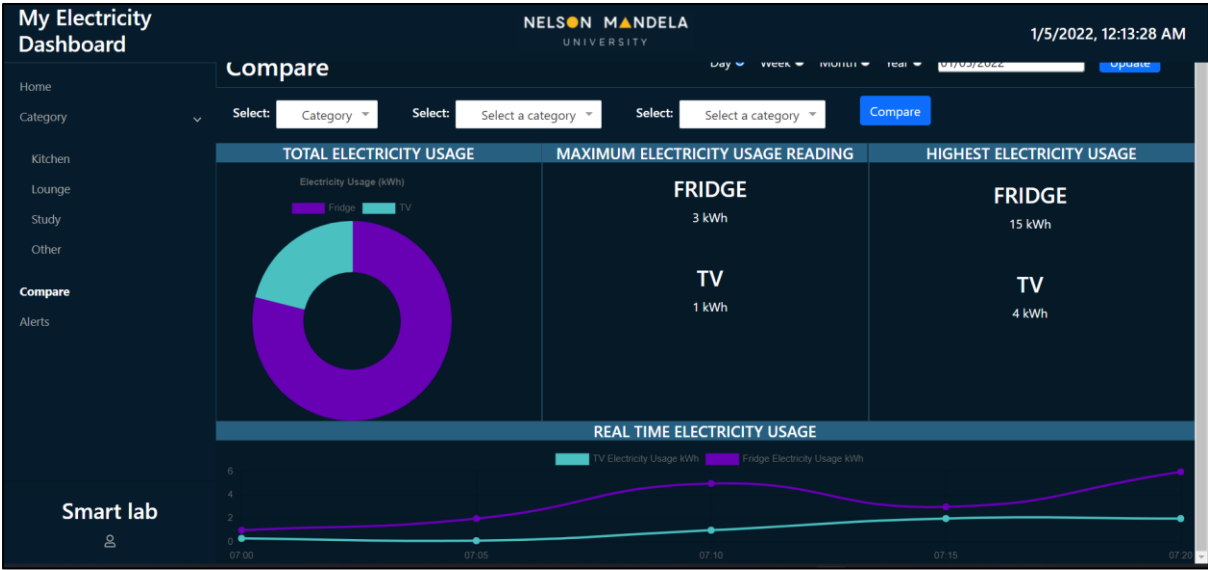 My Electricity
Dashboard
NELSON MANDELA
UNIVERSITY
1/5/2022, 12:13:28 AM
Compare
Day Week Month Year 01/05/2022 Update
Home
Category
Kitchen
Lounge
Study
Other
Compare
Alerts
Smart lab
Select: Category Select: Select a category Select: Select a category Compare
TOTAL ELECTRICITY USAGE
Electricity Usage (kWh)
Fridge TV
MAXIMUM ELECTRICITY USAGE READING
FRIDGE
3 kWh
TV
1 kWh
HIGHEST ELECTRICITY USAGE
FRIDGE
15 kWh
TV
4 kWh
REAL TIME ELECTRICITY USAGE
TV Electricity Usage kWh Fridge Electricity Usage kWh
6
4
2
0
07:00 07:05 07:10 07:15 07:20